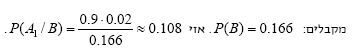 מקבלים: P(B) = 0.166. אזי P(A₁/B) = (0.9·0.02)/0.166 ≈ 0.108.